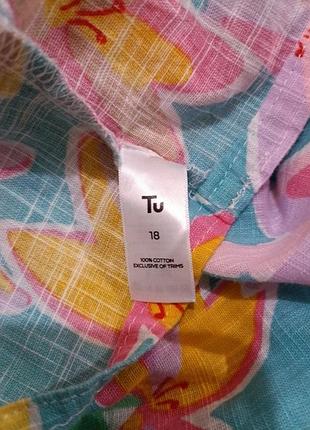 Tu
18
100% COTTON
EXCLUSIVE OF TRIMS